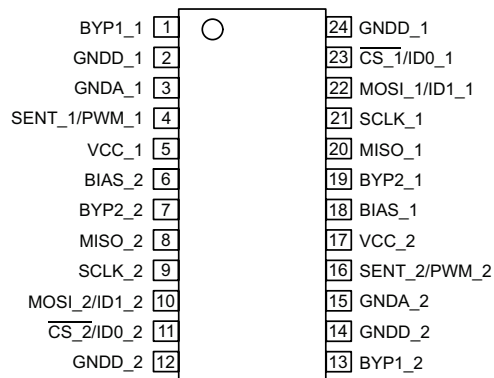 BYP1_1 1 24 GNDD_1
GNDD_1 2 23 CS_1/ID0_1
GNDA_1 3 22 MOSI_1/ID1_1
SENT_1/PWM_1 4 21 SCLK_1
VCC_1 5 20 MISO_1
BIAS_2 6 19 BYP2_1
BYP2_2 7 18 BIAS_1
MISO_2 8 17 VCC_2
SCLK_2 9 16 SENT_2/PWM_2
MOSI_2/ID1_2 10 15 GNDA_2
CS_2/ID0_2 11 14 GNDD_2
GNDD_2 12 13 BYP1_2